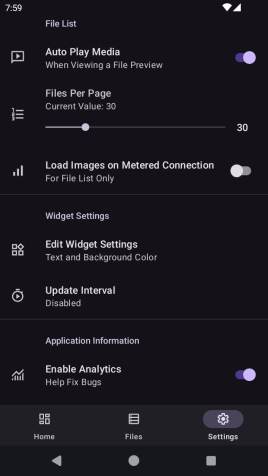 7:59
File List
Auto Play Media
When Viewing a File Preview
Files Per Page
Current Value: 30
30
Load Images on Metered Connection
For File List Only
Widget Settings
Edit Widget Settings
Text and Background Color
Update Interval
Disabled
Application Information
Enable Analytics
Help Fix Bugs
Home Files Settings